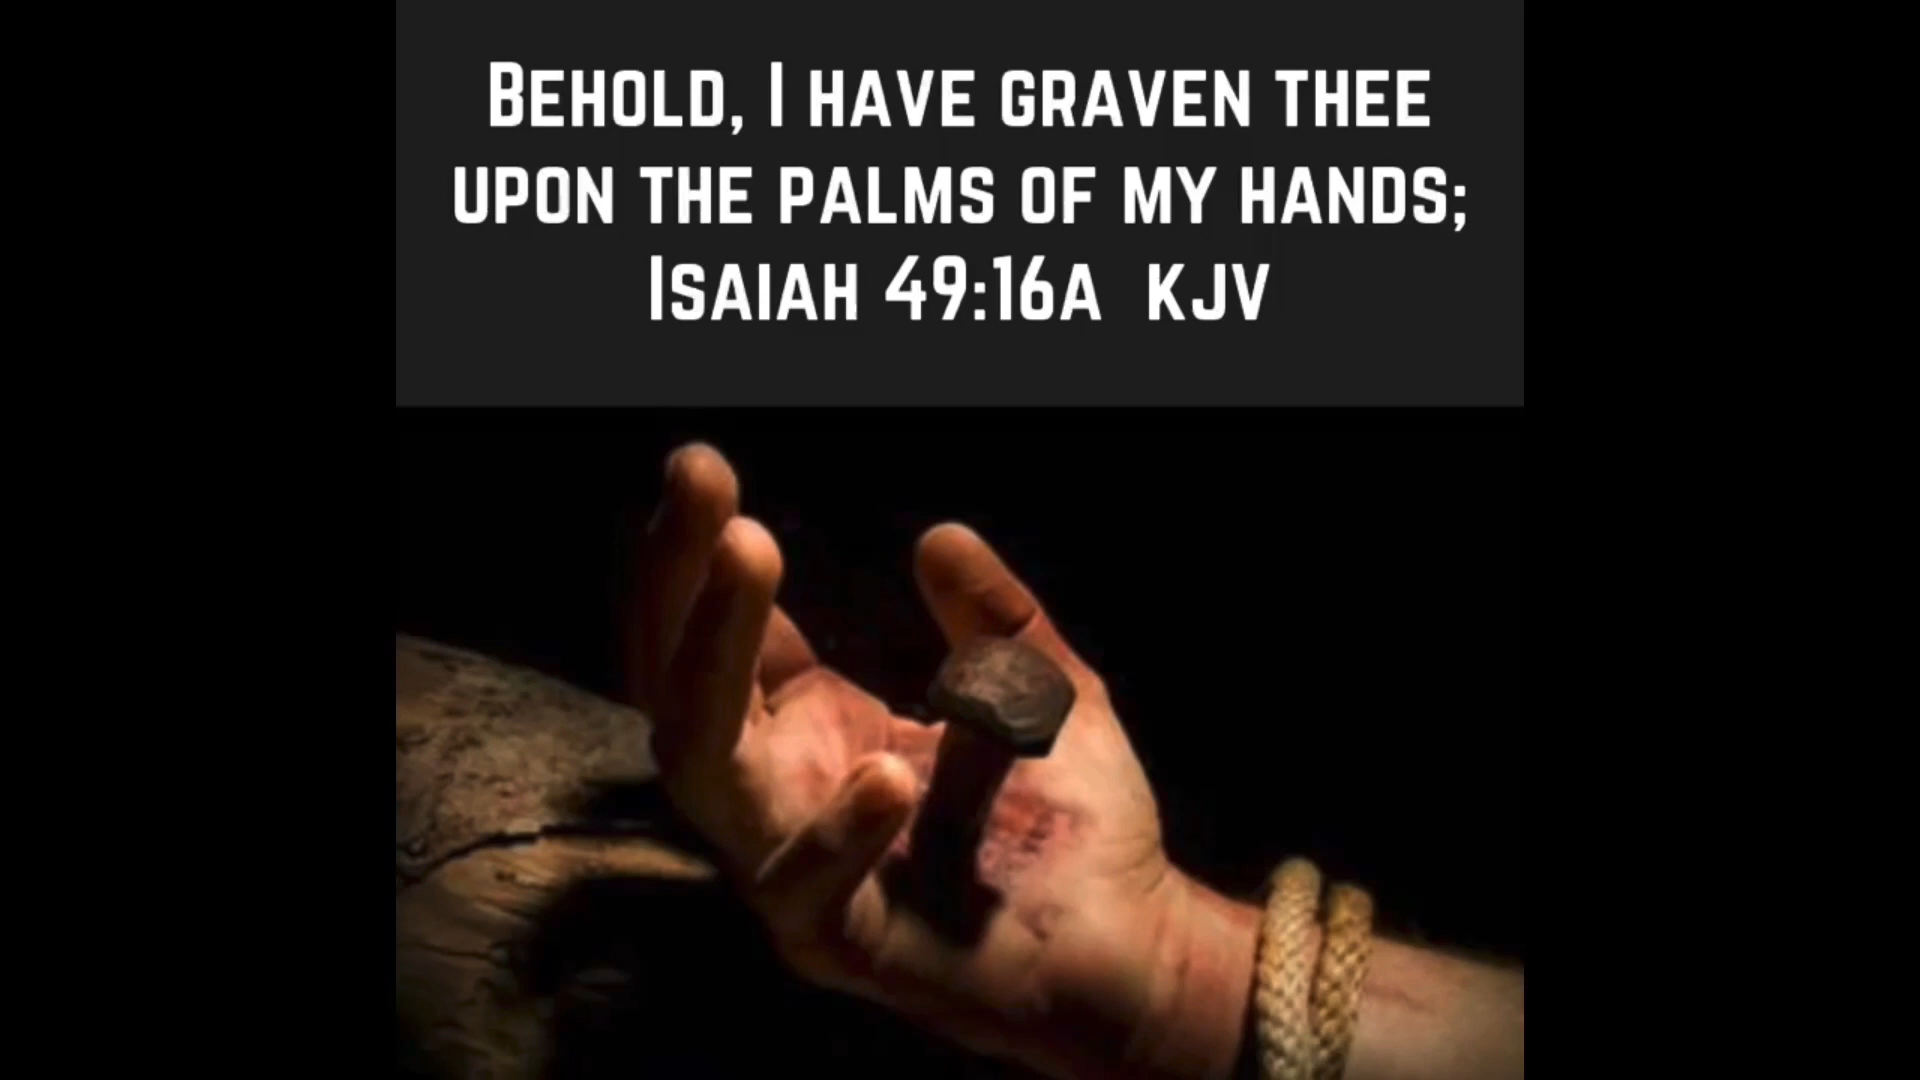 Behold, I have graven thee
upon the palms of my hands;
Isaiah 49:16a kjv